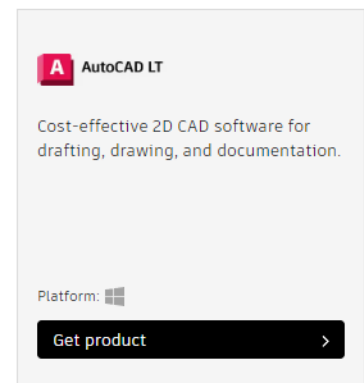 A AutoCAD LT
Cost-effective 2D CAD software for
drafting, drawing, and documentation.
Platform:
Get product